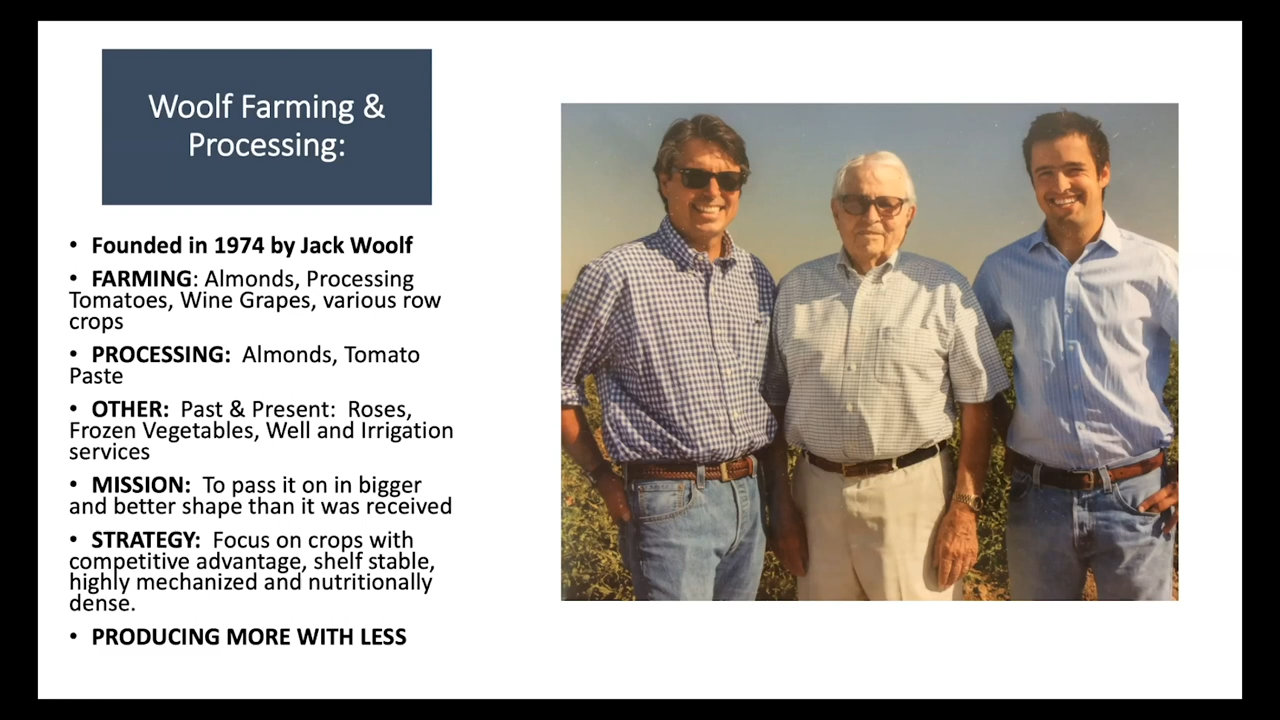 Woolf Farming &
Processing:
• Founded in 1974 by Jack Woolf
• FARMING: Almonds, Processing
Tomatoes, Wine Grapes, various row
crops
• PROCESSING: Almonds, Tomato
Paste
• OTHER: Past & Present: Roses,
Frozen Vegetables, Well and Irrigation
services
• MISSION: To pass it on in bigger
and better shape than it was received
• STRATEGY: Focus on crops with
competitive advantage, shelf stable,
highly mechanized and nutritionally
dense.
• PRODUCING MORE WITH LESS